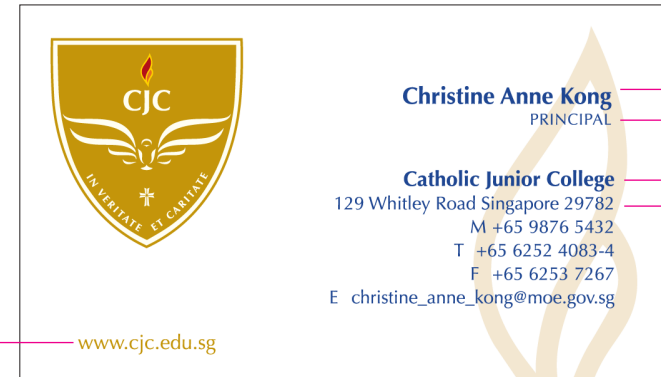 CJC
IN VERITATE ET CARITATE
Christine Anne Kong
PRINCIPAL
Catholic Junior College
129 Whitley Road Singapore 29782
M +65 9876 5432
T +65 6252 4083-4
F +65 6253 7267
E christine_anne_kong@moe.gov.sg
www.cjc.edu.sg